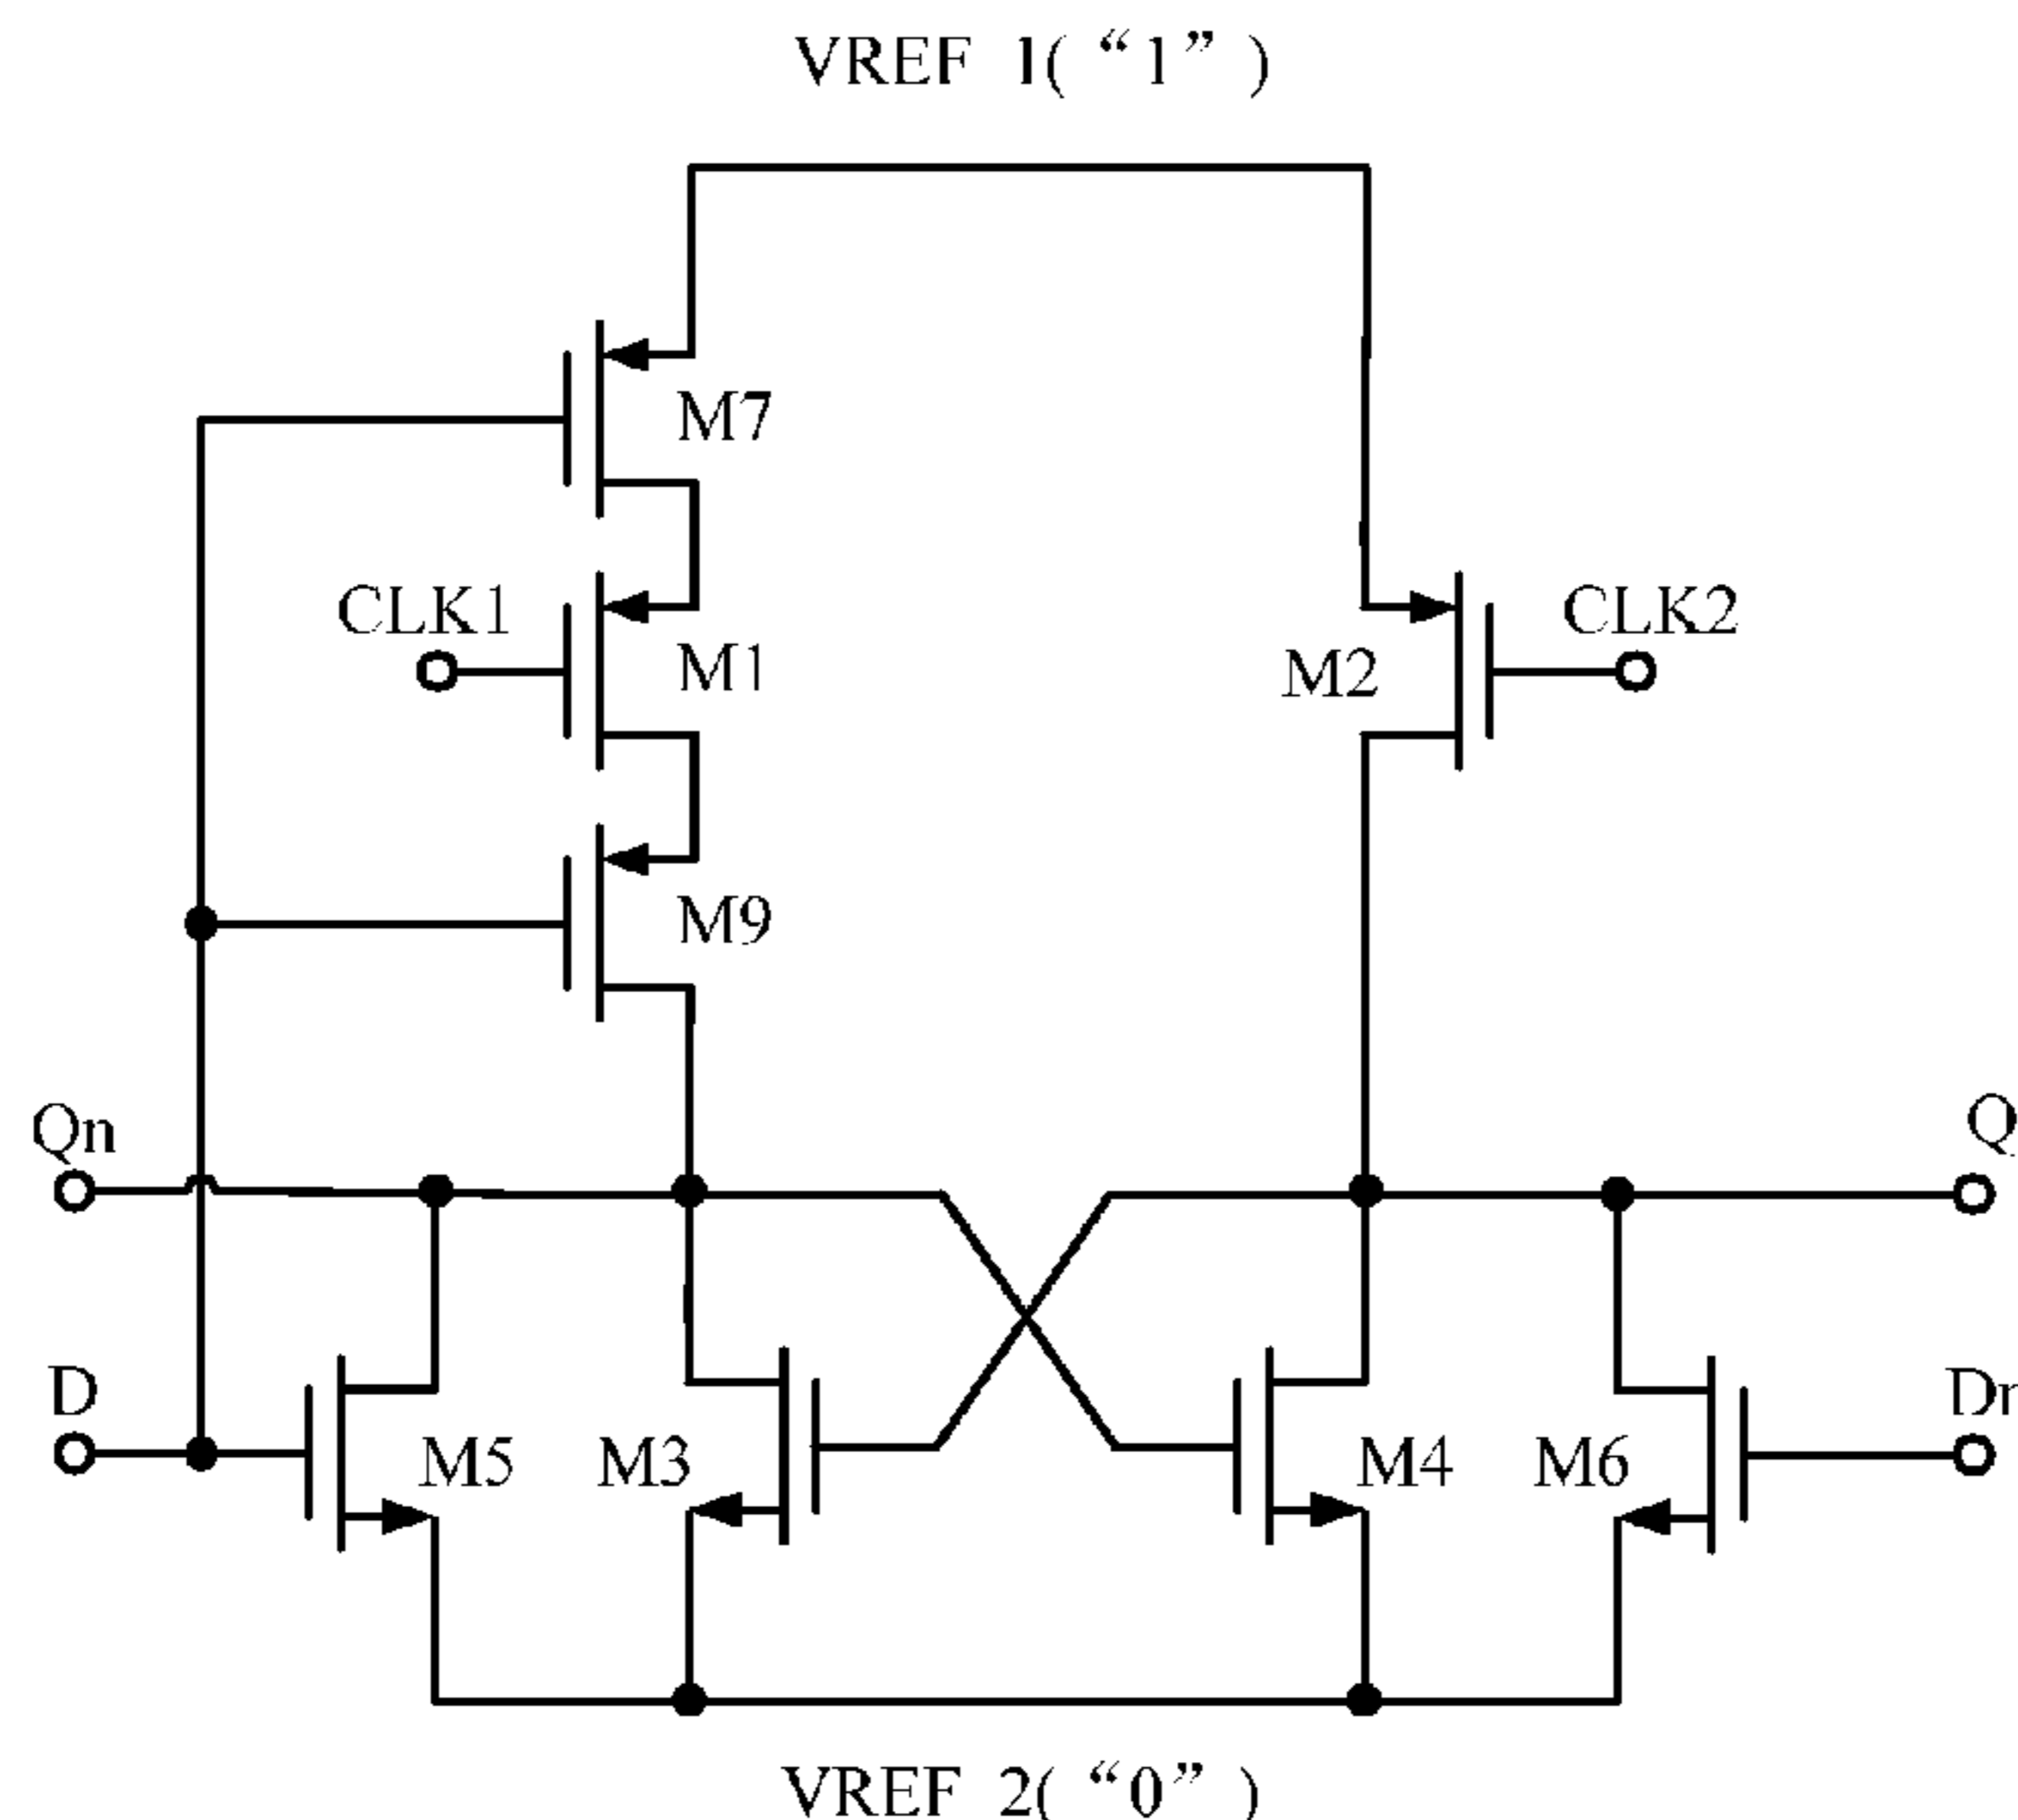 VREF 1(“1”)
M7
CLK1
M1
M2
CLK2
M9
Qn
Q
D
M5
M3
M4
M6
VREF 2(“0”)